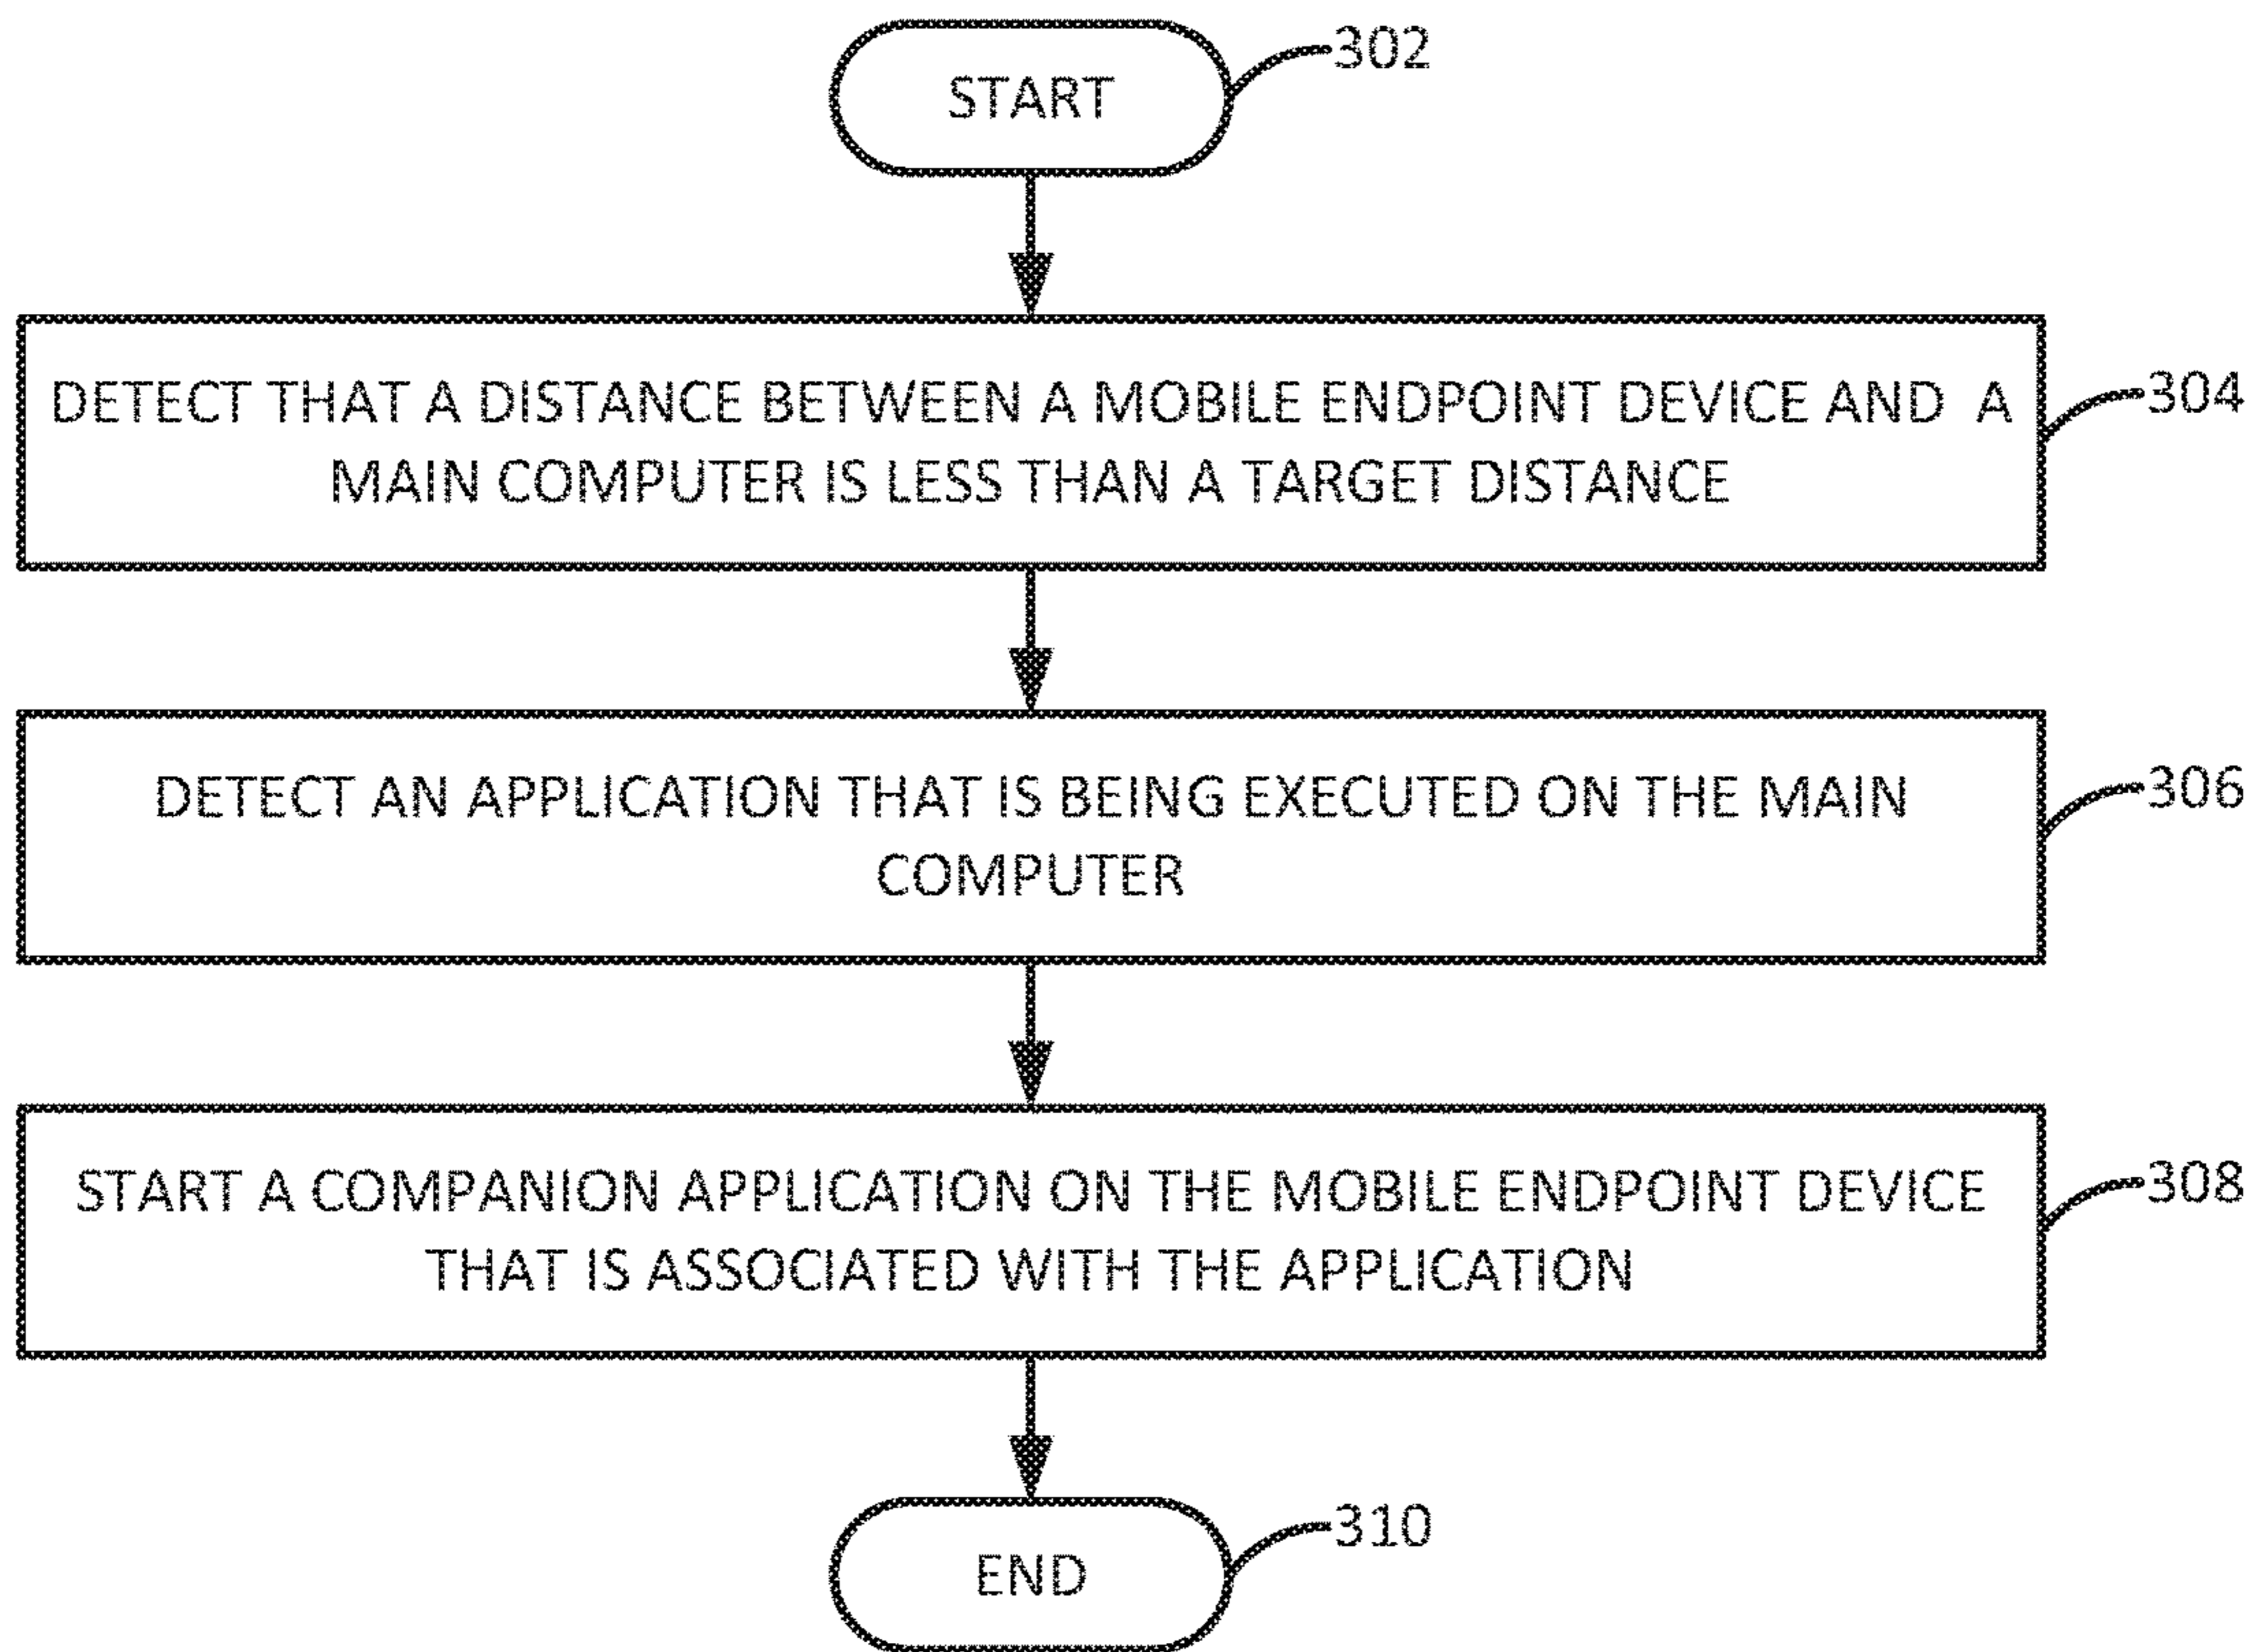 START
302
DETECT THAT A DISTANCE BETWEEN A MOBILE ENDPOINT DEVICE AND A
MAIN COMPUTER IS LESS THAN A TARGET DISTANCE
304
DETECT AN APPLICATION THAT IS BEING EXECUTED ON THE MAIN
COMPUTER
306
START A COMPANION APPLICATION ON THE MOBILE ENDPOINT DEVICE
THAT IS ASSOCIATED WITH THE APPLICATION
308
END
310